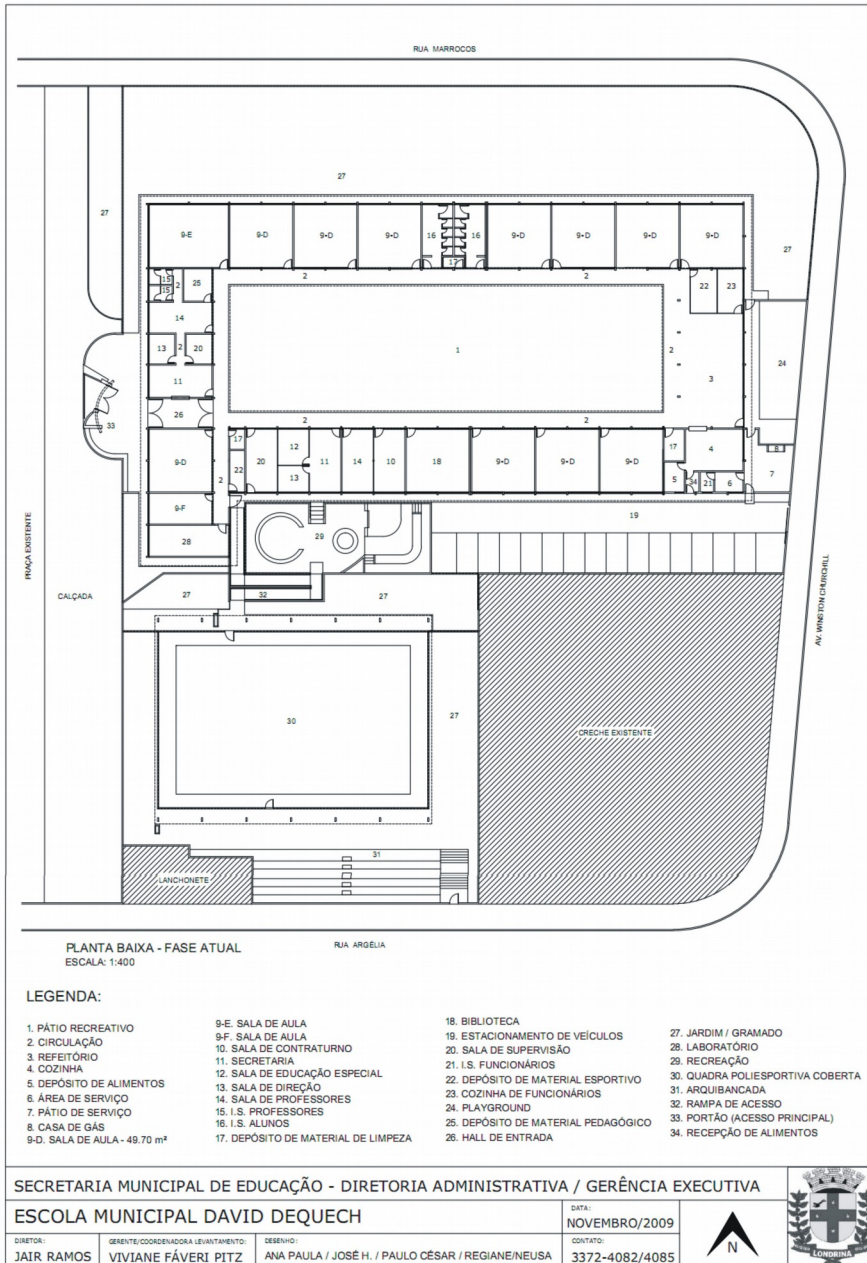 RUA MARROCOS
27
27
9-E
9-D
9-D
9-D
16
16
17
9-D
9-D
9-D
9-D
27
15
15
2
25
2
2
22
23
14
13
2
20
11
26
33
1
2
3
24
2
2
9-D
17
22
20
12
13
11
14
10
18
9-D
9-D
9-D
17
4
8
7
5
34
21
6
9-F
2
28
29
19
PRAÇA EXISTENTE
CALÇADA
27
32
27
AV. WINSTON CHURCHILL
30
27
CRECHE EXISTENTE
31
LANCHONETE
PLANTA BAIXA - FASE ATUAL
ESCALA: 1:400
RUA ARGÉLIA
LEGENDA:
1. PÁTIO RECREATIVO
2. CIRCULAÇÃO
3. REFEITÓRIO
4. COZINHA
5. DEPÓSITO DE ALIMENTOS
6. ÁREA DE SERVIÇO
7. PÁTIO DE SERVIÇO
8. CASA DE GÁS
9-D. SALA DE AULA - 49.70 m²
9-E. SALA DE AULA
9-F. SALA DE AULA
10. SALA DE CONTRATURNO
11. SECRETARIA
12. SALA DE EDUCAÇÃO ESPECIAL
13. SALA DE DIREÇÃO
14. SALA DE PROFESSORES
15. I.S. PROFESSORES
16. I.S. ALUNOS
17. DEPÓSITO DE MATERIAL DE LIMPEZA
18. BIBLIOTECA
19. ESTACIONAMENTO DE VEÍCULOS
20. SALA DE SUPERVISÃO
21. I.S. FUNCIONÁRIOS
22. DEPÓSITO DE MATERIAL ESPORTIVO
23. COZINHA DE FUNCIONÁRIOS
24. PLAYGROUND
25. DEPÓSITO DE MATERIAL PEDAGÓGICO
26. HALL DE ENTRADA
27. JARDIM / GRAMADO
28. LABORATÓRIO
29. RECREAÇÃO
30. QUADRA POLIESPORTIVA COBERTA
31. ARQUIBANCADA
32. RAMPA DE ACESSO
33. PORTÃO (ACESSO PRINCIPAL)
34. RECEPÇÃO DE ALIMENTOS
SECRETARIA MUNICIPAL DE EDUCAÇÃO - DIRETORIA ADMINISTRATIVA / GERÊNCIA EXECUTIVA
ESCOLA MUNICIPAL DAVID DEQUECH
DATA:
NOVEMBRO/2009
DIRETOR:
JAIR RAMOS
GERENTE/COORDENADORA LEVANTAMENTO:
VIVIANE FÁVERI PITZ
DESENHO:
ANA PAULA / JOSÉ H. / PAULO CÉSAR / REGIANE/NEUSA
CONTATO:
3372-4082/4085
N
LONDRINA